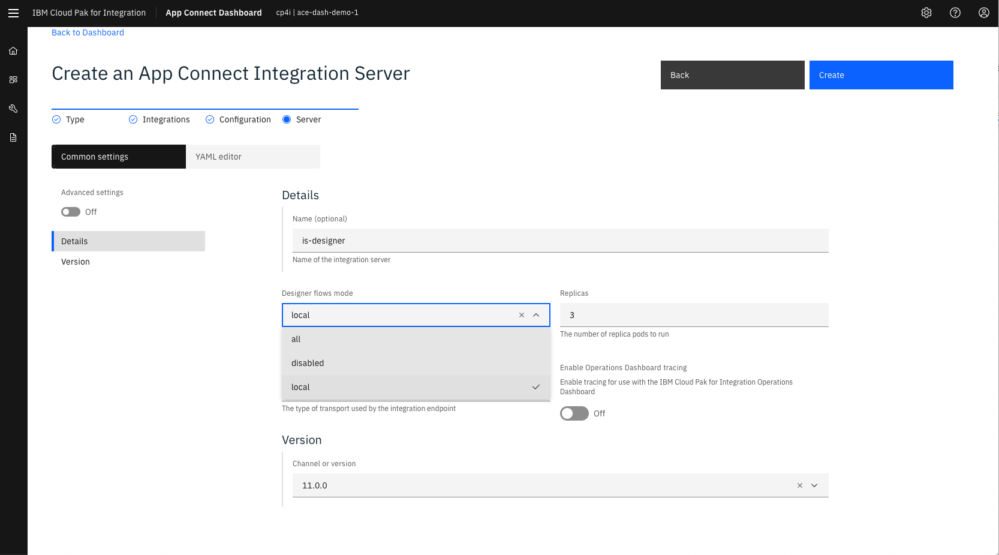 IBM Cloud Pak for Integration
App Connect Dashboard
cp4i | ace-dash-demo-1
Back to Dashboard
Create an App Connect Integration Server
Back
Create
Type
Integrations
Configuration
Server
Common settings
YAML editor
Advanced settings
Off
Details
Version
Details
Name (optional)
is-designer
Name of the integration server
Designer flows mode
local
all
disabled
local
The type of transport used by the integration endpoint
Replicas
3
The number of replica pods to run
Enable Operations Dashboard tracing
Enable tracing for use with the IBM Cloud Pak for Integration Operations
Dashboard
Off
Version
Channel or version
11.0.0